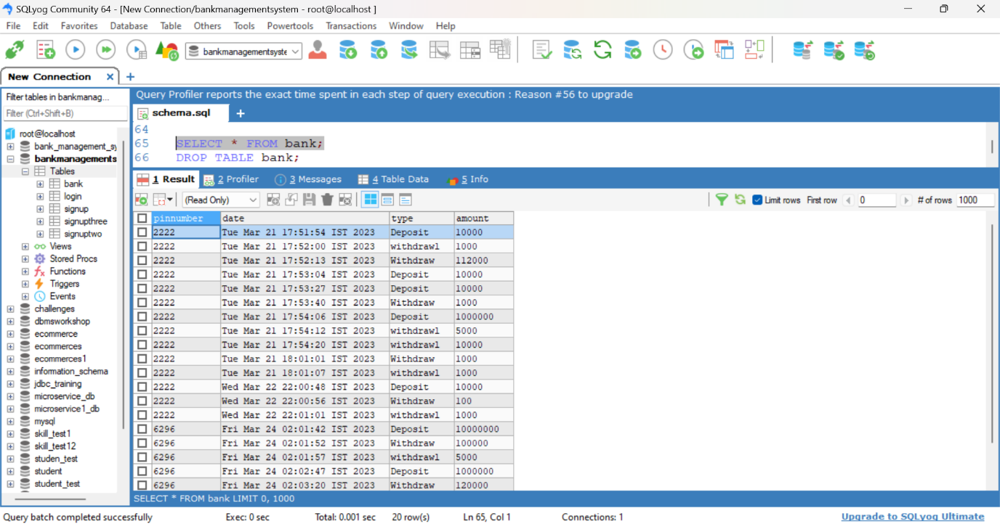 SQLyog Community 64 - [New Connection/bankmanagementsystem - root@localhost ]
File Edit Favorites Database Table Others Tools Powertools Transactions Window Help
bankmanagementsyste
New Connection
Filter tables in bankmanag...
Filter (Ctrl+Shift+B)
root@localhost
bank_management_sy
bankmanagements
Tables
bank
login
signup
signupthree
signuptwo
Views
Stored Procs
Functions
Triggers
Events
challenges
dbmsworkshop
ecommerce
ecommerces
ecommerces1
information_schema
jdbc_training
microservice_db
microservice1_db
mysql
skill_test1
skill_test12
studen_test
student
student_test
Query Profiler reports the exact time spent in each step of query execution : Reason #56 to upgrade
schema.sql
64
65 SELECT * FROM bank;
66 DROP TABLE bank;
1 Result 2 Profiler 3 Messages 4 Table Data 5 Info
(Read Only) Limit rows First row 0 # of rows 1000
pinnumber date type amount
2222 Tue Mar 21 17:51:54 IST 2023 Deposit 10000
2222 Tue Mar 21 17:52:00 IST 2023 withdrawl 1000
2222 Tue Mar 21 17:52:13 IST 2023 Withdraw 112000
2222 Tue Mar 21 17:53:04 IST 2023 Deposit 10000
2222 Tue Mar 21 17:53:27 IST 2023 Deposit 10000
2222 Tue Mar 21 17:53:40 IST 2023 Withdraw 1000
2222 Tue Mar 21 17:54:06 IST 2023 Deposit 1000000
2222 Tue Mar 21 17:54:12 IST 2023 withdrawl 5000
2222 Tue Mar 21 17:54:20 IST 2023 withdrawl 10000
2222 Tue Mar 21 18:01:01 IST 2023 Withdraw 1000
2222 Tue Mar 21 18:01:07 IST 2023 withdrawl 1000
2222 Wed Mar 22 22:00:48 IST 2023 Deposit 10000
2222 Wed Mar 22 22:00:56 IST 2023 Withdraw 100
2222 Wed Mar 22 22:01:01 IST 2023 withdrawl 1000
6296 Fri Mar 24 02:01:42 IST 2023 Deposit 10000000
6296 Fri Mar 24 02:01:52 IST 2023 Withdraw 100000
6296 Fri Mar 24 02:01:57 IST 2023 withdrawl 5000
6296 Fri Mar 24 02:02:47 IST 2023 Deposit 1000000
6296 Fri Mar 24 02:03:20 IST 2023 Withdraw 120000
SELECT * FROM bank LIMIT 0, 1000
Query batch completed successfully Exec: 0 sec Total: 0.001 sec 20 row(s) Ln 65, Col 1 Connections: 1 Upgrade to SQLyog Ultimate